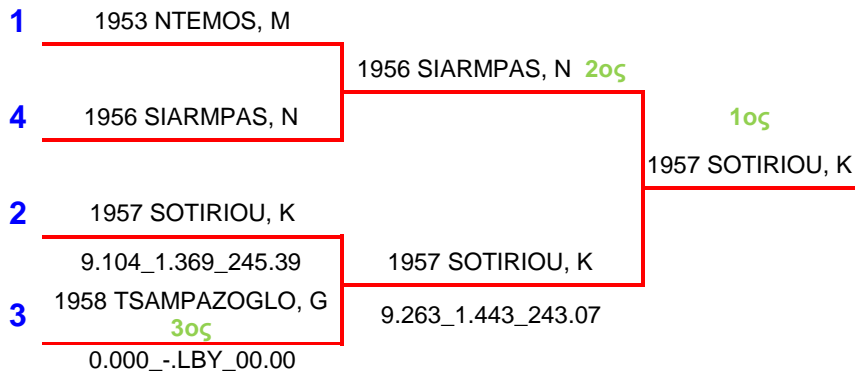 1 1953 NTEMOS, M
1956 SIARMPAS, N 2ος
4 1956 SIARMPAS, N
1ος
1957 SOTIRIOU, K
2 1957 SOTIRIOU, K
9.104_1.369_245.39
1957 SOTIRIOU, K
3 1958 TSAMPAZOGLO, G
3ος
9.263_1.443_243.07
0.000_-.LBY_00.00